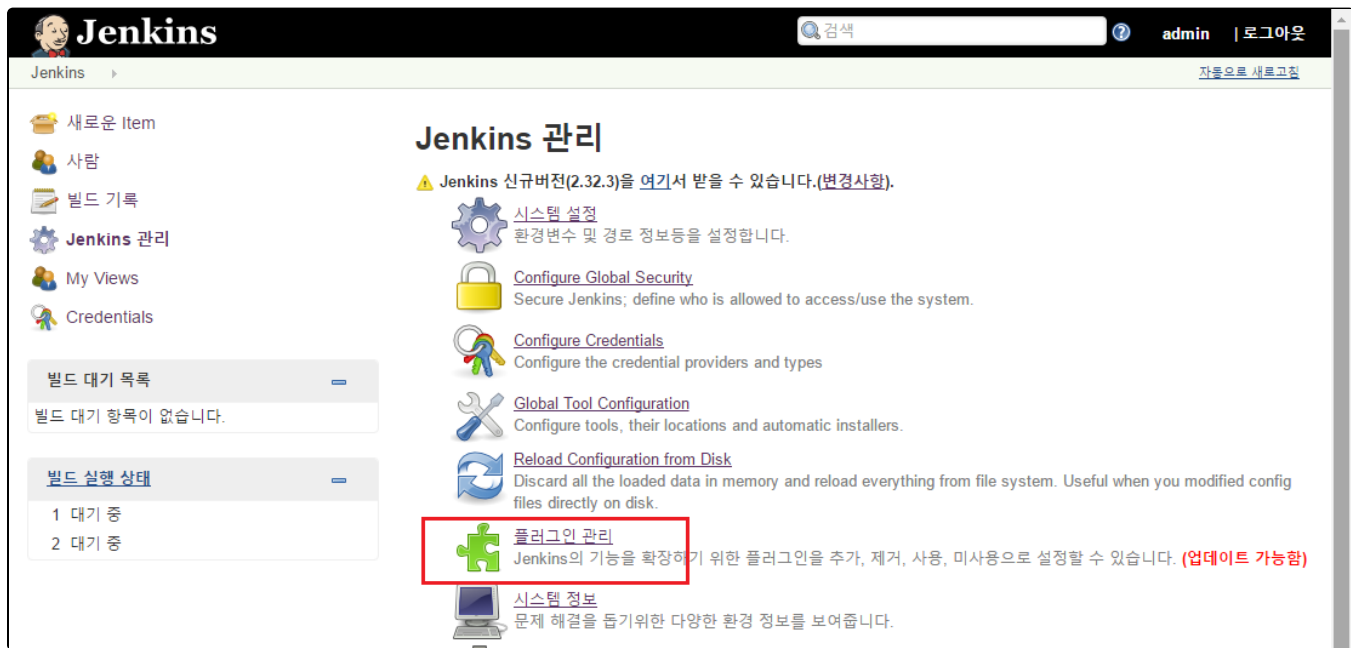 Jenkins
검색
admin
|로그아웃
Jenkins
자동으로 새로고침
새로운 Item
사람
빌드 기록
Jenkins 관리
My Views
Credentials
빌드 대기 목록
빌드 대기 항목이 없습니다.
빌드 실행 상태
1 대기 중
2 대기 중
Jenkins 관리
Jenkins 신규버전(2.32.3)을 여기서 받을 수 있습니다.(변경사항).
시스템 설정
환경변수 및 경로 정보등을 설정합니다.
Configure Global Security
Secure Jenkins; define who is allowed to access/use the system.
Configure Credentials
Configure the credential providers and types
Global Tool Configuration
Configure tools, their locations and automatic installers.
Reload Configuration from Disk
Discard all the loaded data in memory and reload everything from file system. Useful when you modified config
files directly on disk.
플러그인 관리
Jenkins의 기능을 확장하기 위한 플러그인을 추가, 제거, 사용, 미사용으로 설정할 수 있습니다. (업데이트 가능함)
시스템 정보
문제 해결을 돕기위한 다양한 환경 정보를 보여줍니다.